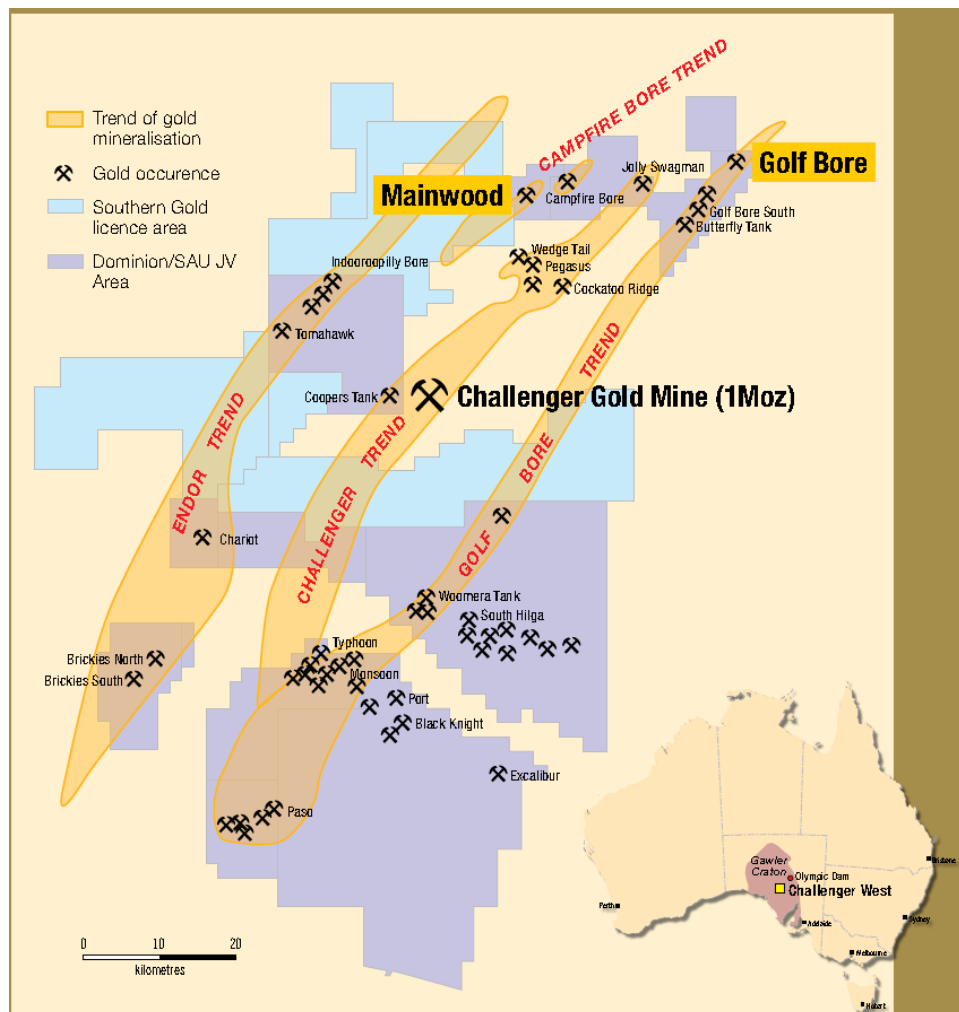 CAMPFIRE BORE TREND
Trend of gold
mineralisation
Gold occurence
Southern Gold
licence area
Dominion/SAU JV
Area
Mainwood
Campfire Bore
Jolly Swagman
Golf Bore
Golf Bore South
Butterfly Tank
Wedge Tail
Pegasus
Cockatoo Ridge
Indooroopilly Bore
Tomahawk
Coopers Tank
Challenger Gold Mine (1Moz)
ENDOR TREND
CHALLENGER TREND
GOLF BORE TREND
Chariot
Woomera Tank
South Hilga
Typhoon
Monsoon
Brickies North
Brickies South
Port
Black Knight
Excalibur
Paso
Gawler
Craton
Olympic Dam
Challenger West
Brisbone
Perth
Adelaide
Sydney
Melbourne
Hobart
0 10 20
kilometres